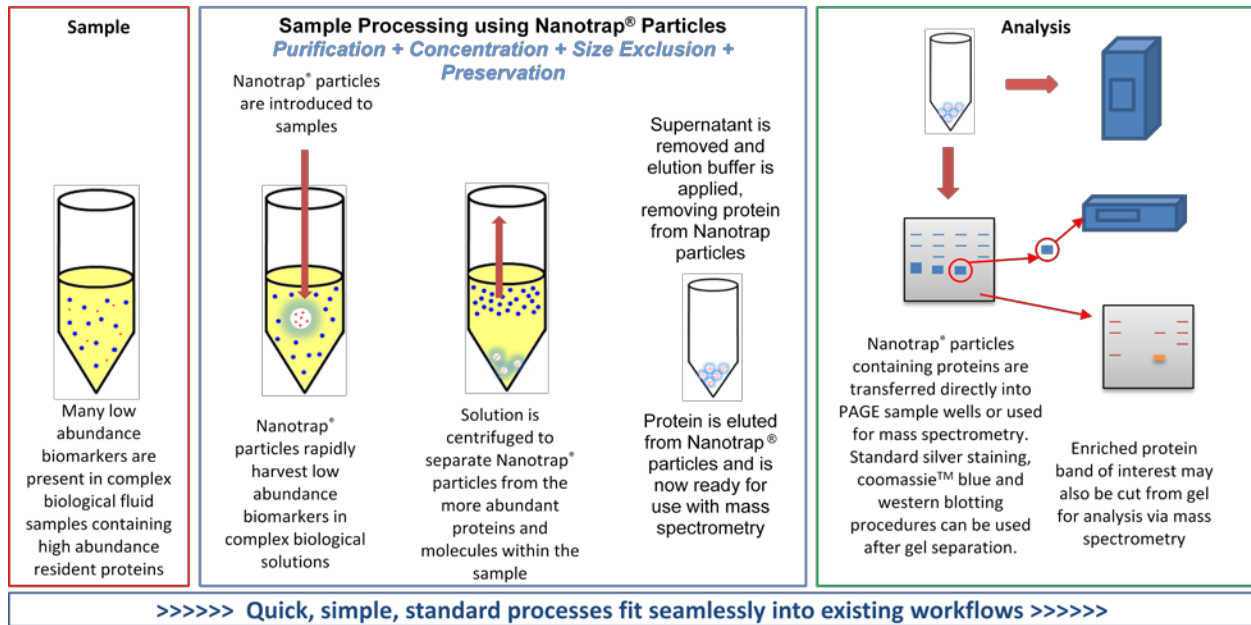 Sample
Many low
abundance
biomarkers are
present in complex
biological fluid
samples containing
high abundance
resident proteins
Sample Processing using Nanotrap® Particles
Purification + Concentration + Size Exclusion +
Preservation
Nanotrap® particles
are introduced to
samples
Nanotrap®
particles rapidly
harvest low
abundance
biomarkers in
complex biological
solutions
Solution is
centrifuged to
separate Nanotrap®
particles from the
more abundant
proteins and
molecules within the
sample
Supernatant is
removed and
elution buffer is
applied,
removing protein
from Nanotrap
particles
Protein is eluted
from Nanotrap®
particles and is
now ready for
use with mass
spectrometry
Analysis
Nanotrap® particles
containing proteins are
transferred directly into
PAGE sample wells or used
for mass spectrometry.
Standard silver staining,
coomassie™ blue and
western blotting
procedures can be used
after gel separation.
Enriched protein
band of interest may
also be cut from gel
for analysis via mass
spectrometry
>>>>>> Quick, simple, standard processes fit seamlessly into existing workflows >>>>>>